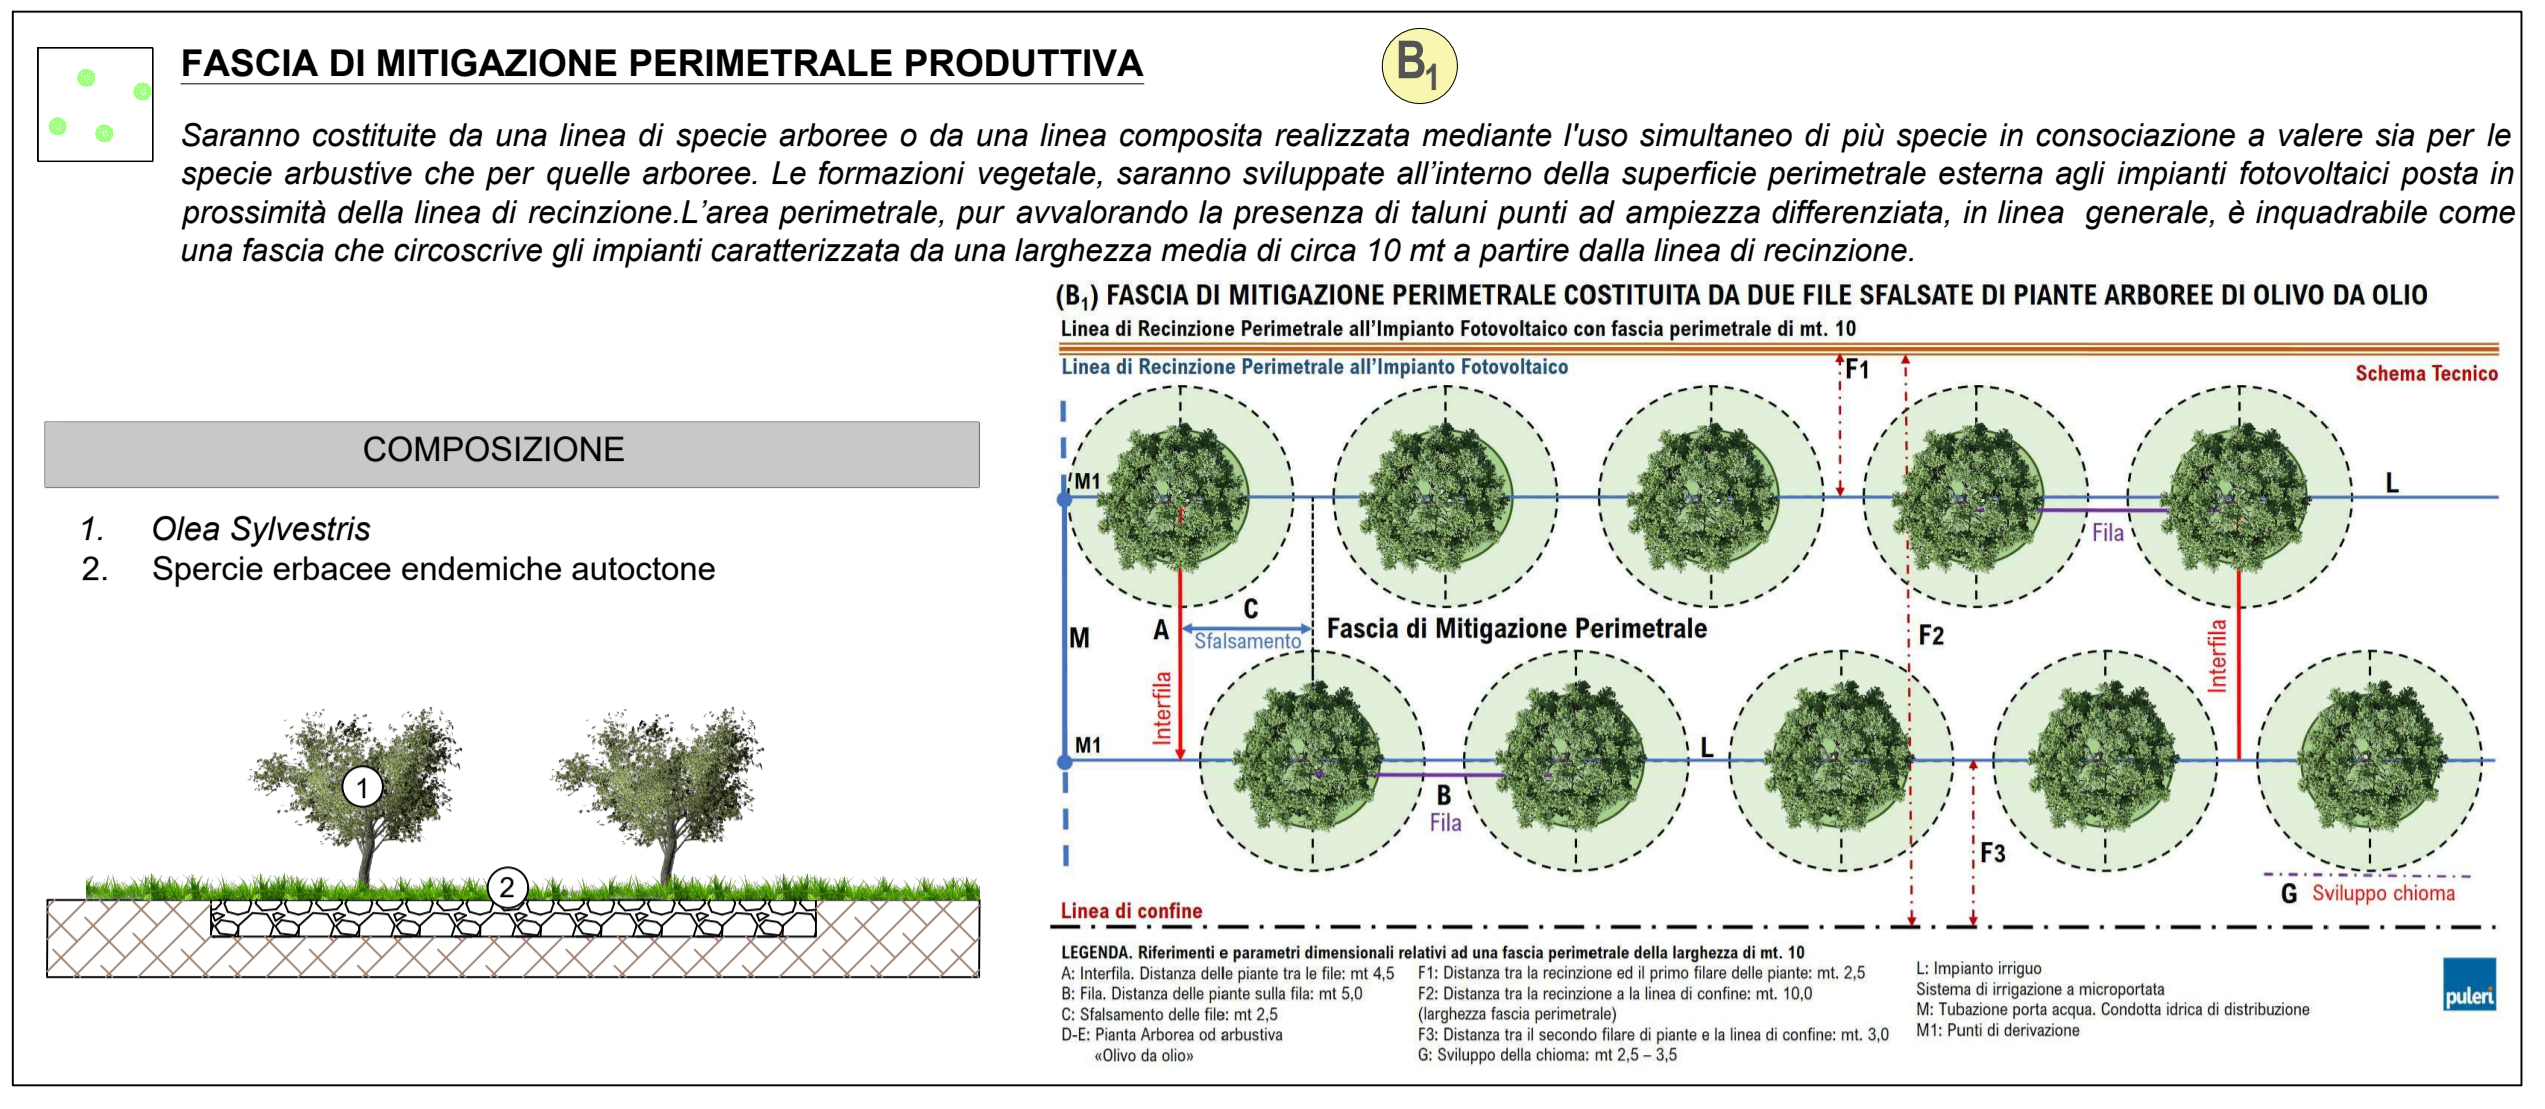 FASCIA DI MITIGAZIONE PERIMETRALE PRODUTTIVA
B1
Saranno costituite da una linea di specie arboree o da una linea composita realizzata mediante l'uso simultaneo di più specie in consociazione a valere sia per le
specie arbustive che per quelle arboree. Le formazioni vegetale, saranno sviluppate all’interno della superficie perimetrale esterna agli impianti fotovoltaici posta in
prossimità della linea di recinzione.L’area perimetrale, pur avvalorando la presenza di taluni punti ad ampiezza differenziata, in linea generale, è inquadrabile come
una fascia che circoscrive gli impianti caratterizzata da una larghezza media di circa 10 mt a partire dalla linea di recinzione.
COMPOSIZIONE
1. Olea Sylvestris
2. Spercie erbacee endemiche autoctone
1
2
(B1) FASCIA DI MITIGAZIONE PERIMETRALE COSTITUITA DA DUE FILE SFALSATE DI PIANTE ARBOREE DI OLIVO DA OLIO
Linea di Recinzione Perimetrale all’Impianto Fotovoltaico con fascia perimetrale di mt. 10
Linea di Recinzione Perimetrale all’Impianto Fotovoltaico
F1
Schema Tecnico
M1
L
Fila
C
M
A
Sfalsamento
Fascia di Mitigazione Perimetrale
F2
Interfila
Interfila
M1
L
B
Fila
F3
G Sviluppo chioma
Linea di confine
LEGENDA. Riferimenti e parametri dimensionali relativi ad una fascia perimetrale della larghezza di mt. 10
A: Interfila. Distanza delle piante tra le file: mt 4,5
B: Fila. Distanza delle piante sulla fila: mt 5,0
C: Sfalsamento delle file: mt 2,5
D-E: Pianta Arborea od arbustiva
«Olivo da olio»
F1: Distanza tra la recinzione ed il primo filare delle piante: mt. 2,5
F2: Distanza tra la recinzione a la linea di confine: mt. 10,0
(larghezza fascia perimetrale)
F3: Distanza tra il secondo filare di piante e la linea di confine: mt. 3,0
G: Sviluppo della chioma: mt 2,5 – 3,5
L: Impianto irriguo
Sistema di irrigazione a microportata
M: Tubazione porta acqua. Condotta idrica di distribuzione
M1: Punti di derivazione
puleri